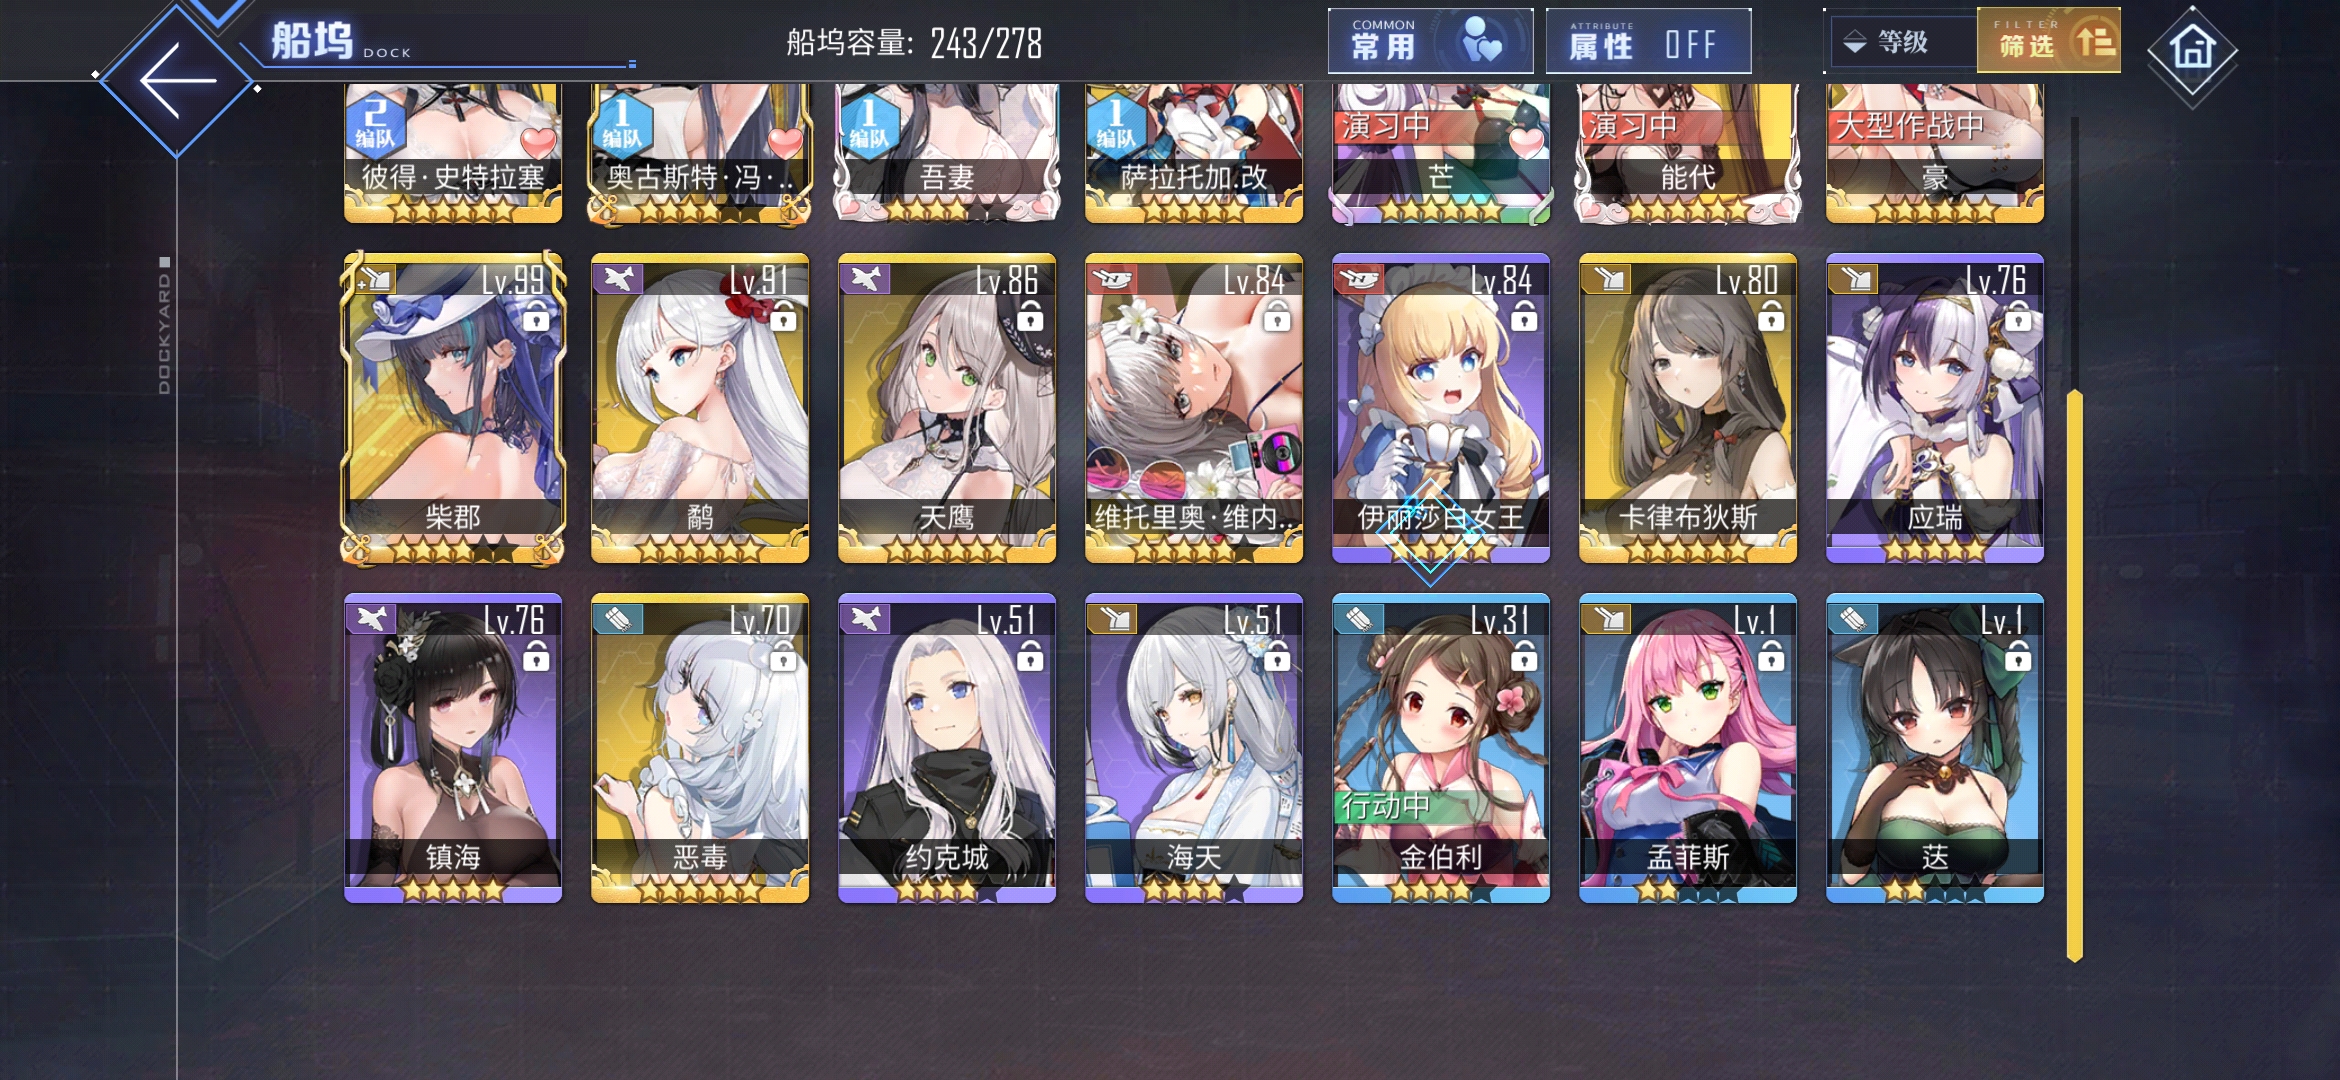 船坞 DOCK
船坞容量: 243/278
COMMON
常用
ATTRIBUTE
属性 OFF
等级
FILTER
筛选
DOCKYARD
2 编队
彼得·史特拉塞
1 编队
奥古斯特·冯·..
1 编队
吾妻
1 编队
萨拉托加.改
演习中
芒
演习中
能代
大型作战中
豪
Lv.99
柴郡
Lv.91
鹬
Lv.86
天鹰
Lv.84
维托里奥·维内..
Lv.84
伊丽莎白女王
Lv.80
卡律布狄斯
Lv.76
应瑞
Lv.76
镇海
Lv.70
恶毒
Lv.51
约克城
Lv.51
海天
Lv.31
行动中
金伯利
Lv.1
孟菲斯
Lv.1
荙